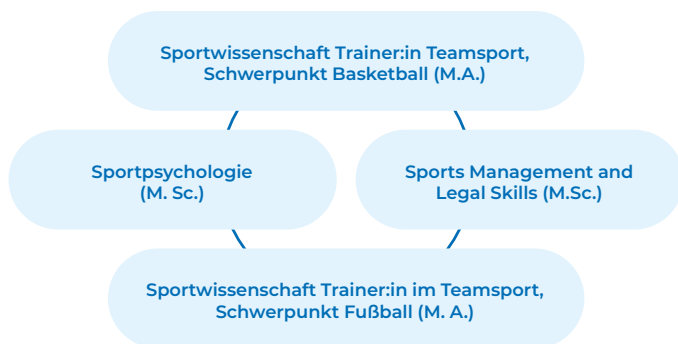 Sportwissenschaft Trainer:in Teamsport,
Schwerpunkt Basketball (M.A.)
Sportpsychologie
(M. Sc.)
Sports Management and
Legal Skills (M.Sc.)
Sportwissenschaft Trainer:in im Teamsport,
Schwerpunkt Fußball (M. A.)